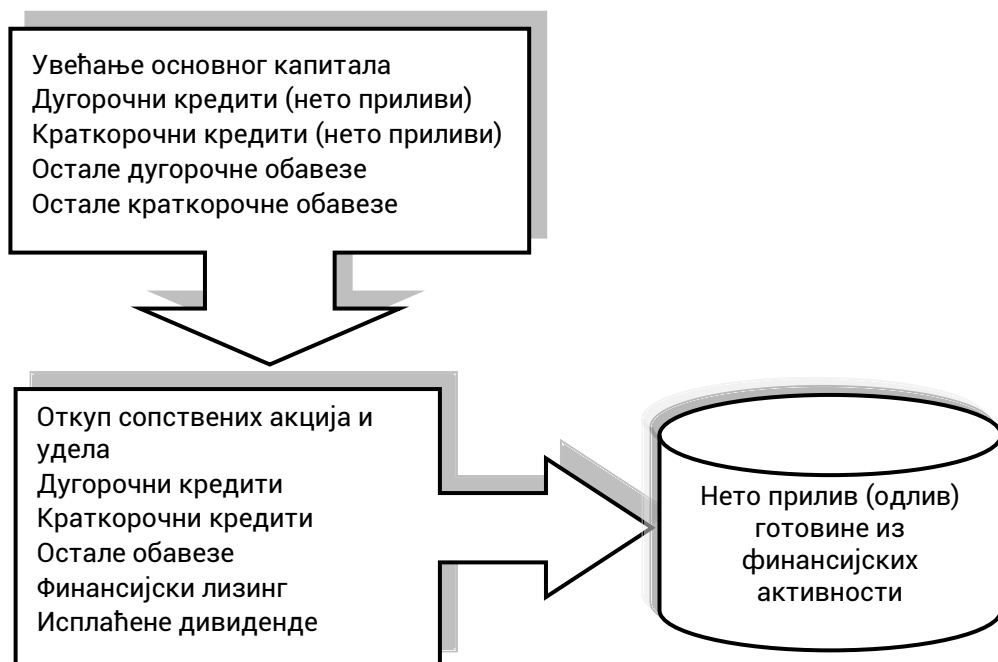 Увећање основног капитала
Дугорочни кредити (нето приливи)
Краткорочни кредити (нето приливи)
Остале дугорочне обавезе
Остале краткорочне обавезе
Откуп сопствених акција и
удела
Дугорочни кредити
Краткорочни кредити
Остале обавезе
Финансијски лизинг
Исплаћене дивиденде
Нето прилив (одлив)
готовине из
финансијских
активности